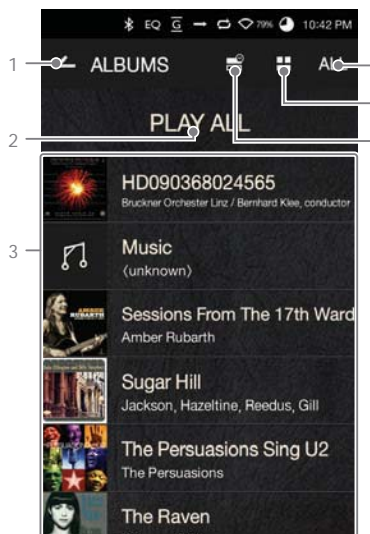 EQ G 79% 10:42 PM
1 ALBUMS ALL
2 PLAY ALL
HD090368024565
Bruckner Orchester Linz / Bernhard Klee, conductor
3 Music
(unknown)
Sessions From The 17th Ward
Amber Rubarth
Sugar Hill
Jackson, Hazeltine, Reedus, Gill
The Persuasions Sing U2
The Persuasions
The Raven